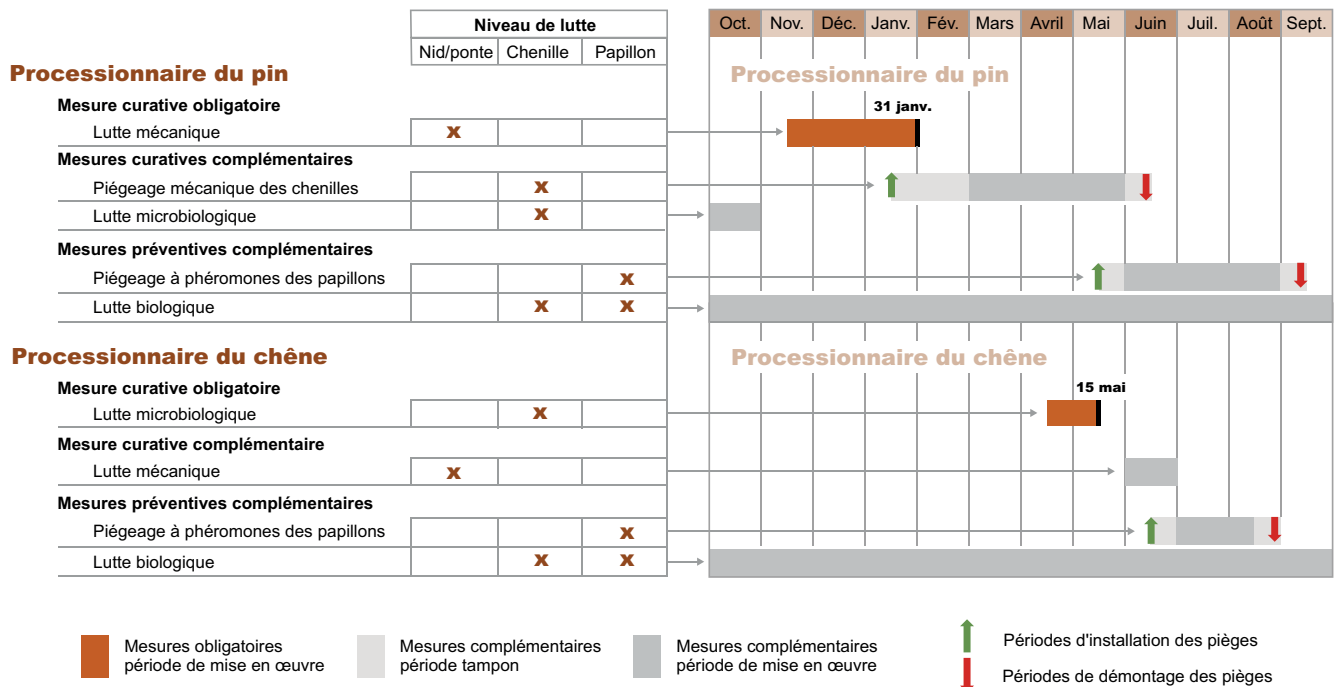 Niveau de lutte
Nid/ponte Chenille Papillon
Oct. Nov. Déc. Janv. Fév. Mars Avril Mai Juin Juil. Août Sept.
Processionnaire du pin
Processionnaire du pin
Mesure curative obligatoire
31 janv.
Lutte mécanique x
Mesures curatives complémentaires
Piégeage mécanique des chenilles x
Lutte microbiologique x
Mesures préventives complémentaires
Piégeage à phéromones des papillons x
Lutte biologique x x
Processionnaire du chêne
Processionnaire du chêne
Mesure curative obligatoire
15 mai
Lutte microbiologique x
Mesure curative complémentaire
Lutte mécanique x
Mesures préventives complémentaires
Piégeage à phéromones des papillons x
Lutte biologique x x
Mesures obligatoires
période de mise en œuvre
Mesures complémentaires
période tampon
Mesures complémentaires
période de mise en œuvre
Périodes d'installation des pièges
Périodes de démontage des pièges